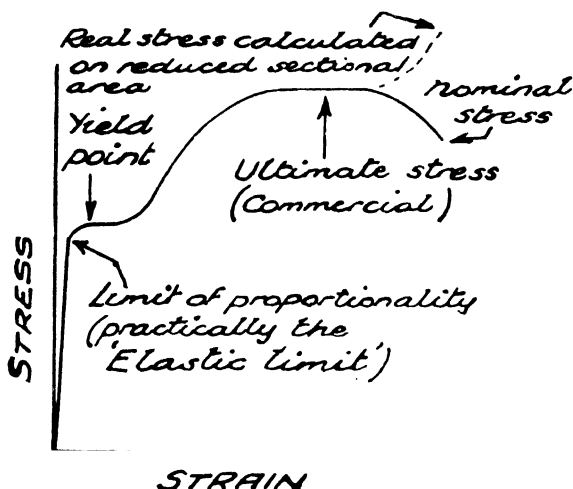 Real stress calculated
on reduced sectional
area
Nominal
stress
Yield
point
Ultimate stress
(Commercial)
Limit of proportionality
(practically the
'Elastic limit')
STRESS
STRAIN